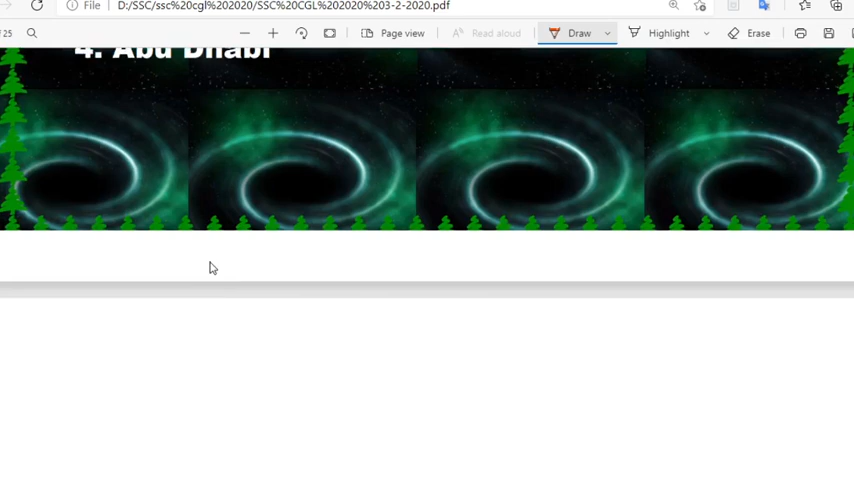 File D:/SSC/ssc%20cgl%202020/SSC%20CGL%202020%203-2-2020.pdf
/25 Page view Read aloud Draw Highlight Erase
4. Abu Dhabi